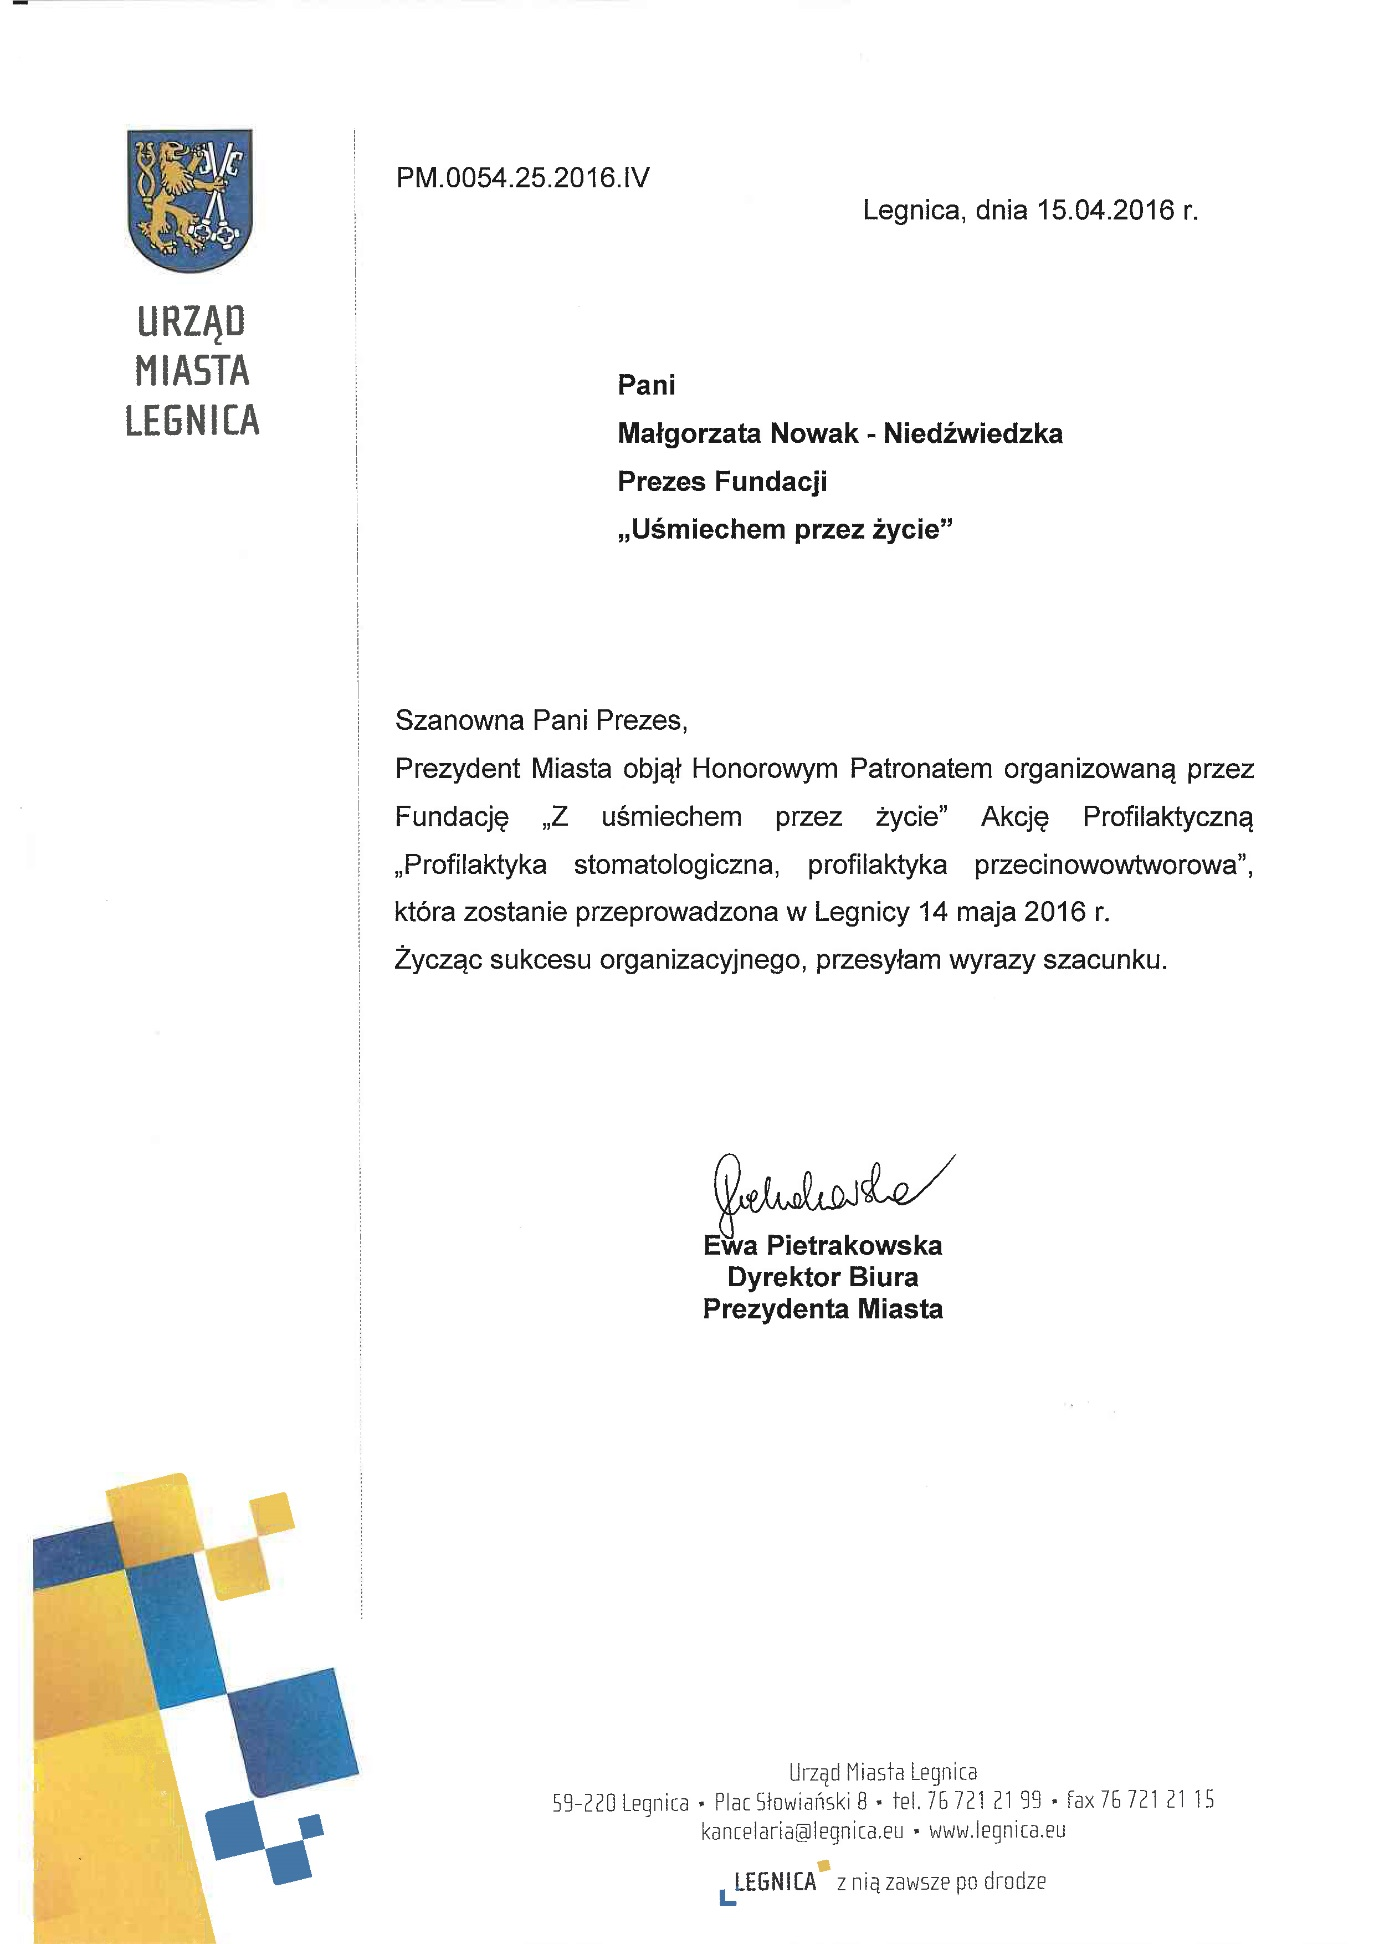 PM.0054.25.2016.IV
Legnica, dnia 15.04.2016 r.
URZĄD
MIASTA
LEGNICA
Pani
Małgorzata Nowak - Niedźwiedzka
Prezes Fundacji
„Uśmiechem przez życie”
Szanowna Pani Prezes,
Prezydent Miasta objął Honorowym Patronatem organizowaną przez
Fundację „Z uśmiechem przez życie” Akcję Profilaktyczną
„Profilaktyka stomatologiczna, profilaktyka przecinowowtworowa”,
która zostanie przeprowadzona w Legnicy 14 maja 2016 r.
Życząc sukcesu organizacyjnego, przesyłam wyrazy szacunku.
Pietrakowska
Ewa Pietrakowska
Dyrektor Biura
Prezydenta Miasta
Urząd Miasta Legnica
59-220 Legnica • Plac Słowiański 8 • tel. 76 721 21 99 • fax 76 721 21 15
kancelaria@legnica.eu • www.legnica.eu
LEGNICA z nią zawsze po drodze